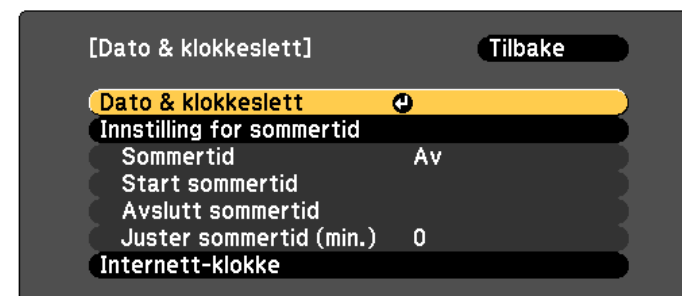 [Dato & klokkeslett] Tilbake
Dato & klokkeslett
Innstilling for sommertid
Sommertid Av
Start sommertid
Avslutt sommertid
Juster sommertid (min.) 0
Internett-klokke